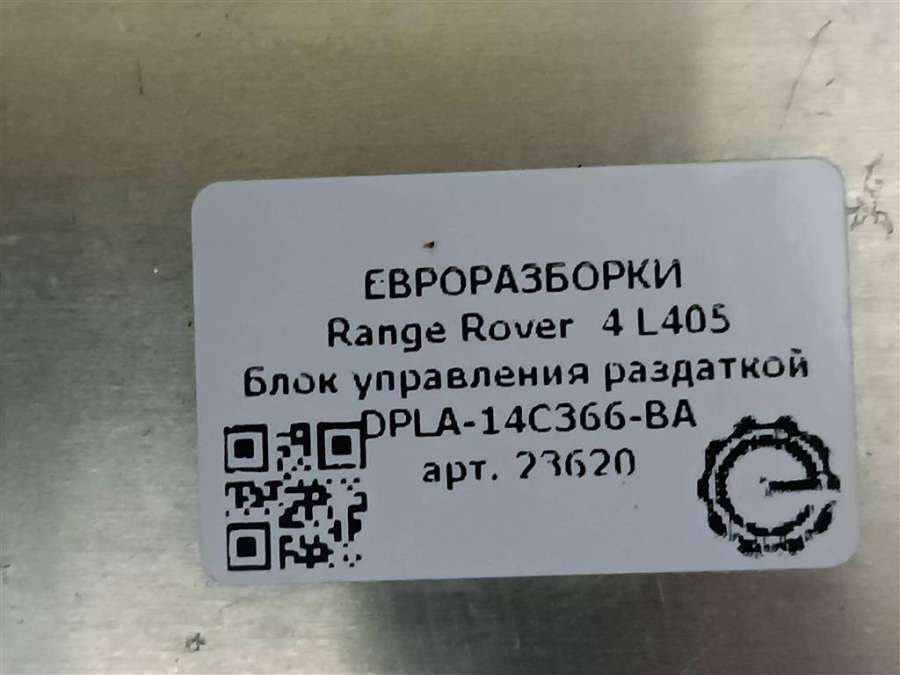 ЕВРОРАЗБОРКИ
Range Rover 4 L405
Блок управления раздаткой
DPLA-14C366-BA
арт. 23620